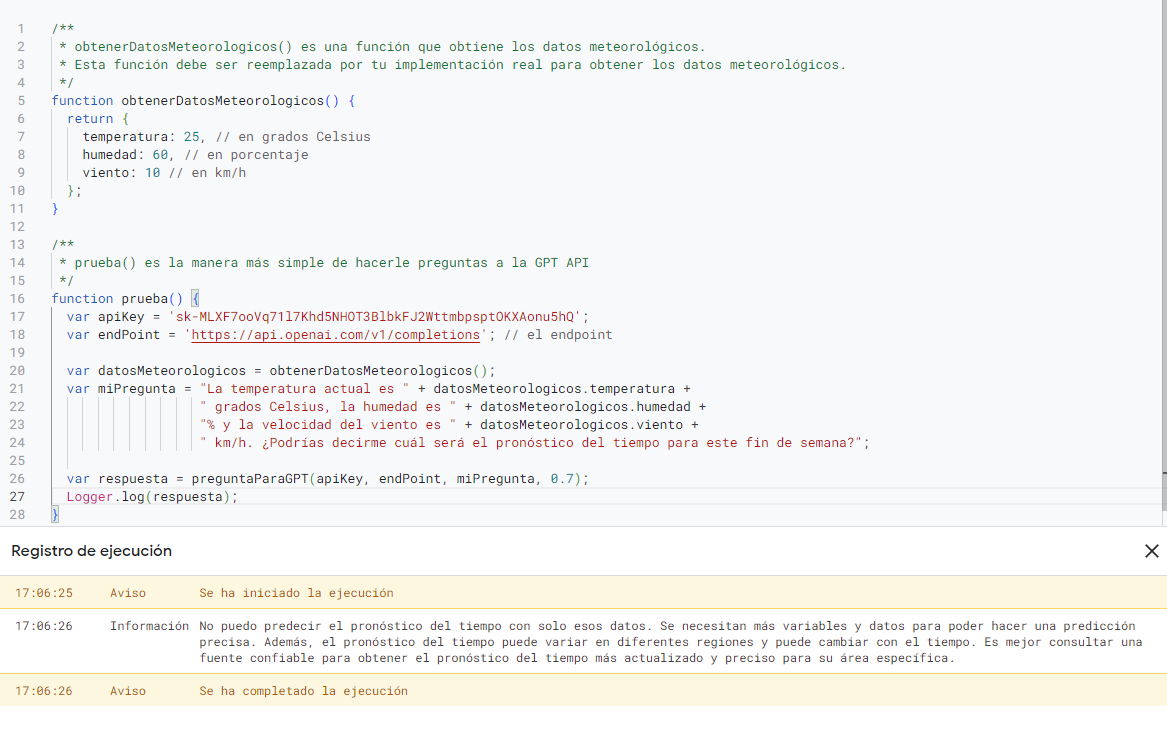 1 /**
2 * obtenerDatosMeteorologicos() es una función que obtiene los datos meteorológicos.
3 * Esta función debe ser reemplazada por tu implementación real para obtener los datos meteorológicos.
4 */
5 function obtenerDatosMeteorologicos() {
6 return {
7 temperatura: 25, // en grados Celsius
8 humedad: 60, // en porcentaje
9 viento: 10 // en km/h
10 };
11 }
12
13 /**
14 * prueba() es la manera más simple de hacerle preguntas a la GPT API
15 */
16 function prueba() {
17 var apiKey = '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';
18 var endPoint = 'https://api.openai.com/v1/completions'; // el endpoint
19
20 var datosMeteorologicos = obtenerDatosMeteorologicos();
21 var miPregunta = "La temperatura actual es " + datosMeteorologicos.temperatura +
22 " grados Celsius, la humedad es " + datosMeteorologicos.humedad +
23 "% y la velocidad del viento es " + datosMeteorologicos.viento +
24 " km/h. ¿Podrías decirme cuál será el pronóstico del tiempo para este fin de semana?";
25
26 var respuesta = preguntaParaGPT(apiKey, endPoint, miPregunta, 0.7);
27 Logger.log(respuesta);
28 }
Registro de ejecución
17:06:25 Aviso Se ha iniciado la ejecución
17:06:26 Información No puedo predecir el pronóstico del tiempo con solo esos datos. Se necesitan más variables y datos para poder hacer una predicción
precisa. Además, el pronóstico del tiempo puede variar en diferentes regiones y puede cambiar con el tiempo. Es mejor consultar una
fuente confiable para obtener el pronóstico del tiempo más actualizado y preciso para su área específica.
17:06:26 Aviso Se ha completado la ejecución